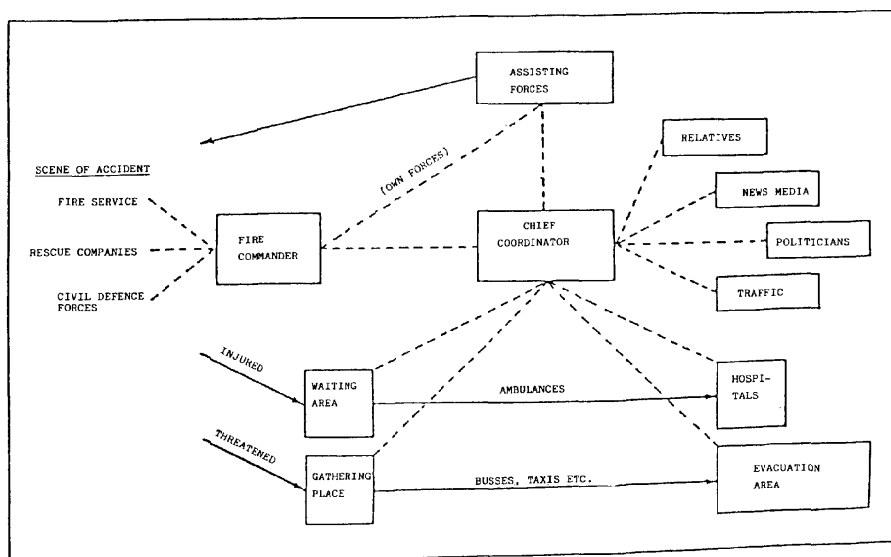 ASSISTING
FORCES
RELATIVES
SCENE OF ACCIDENT
(OWN FORCES)
NEWS MEDIA
FIRE SERVICE
FIRE
COMMANDER
CHIEF
COORDINATOR
POLITICIANS
RESCUE COMPANIES
TRAFFIC
CIVIL DEFENCE
FORCES
INJURED
WAITING
AREA
AMBULANCES
HOSPI-
TALS
THREATENED
GATHERING
PLACE
BUSSES, TAXIS ETC.
EVACUATION
AREA